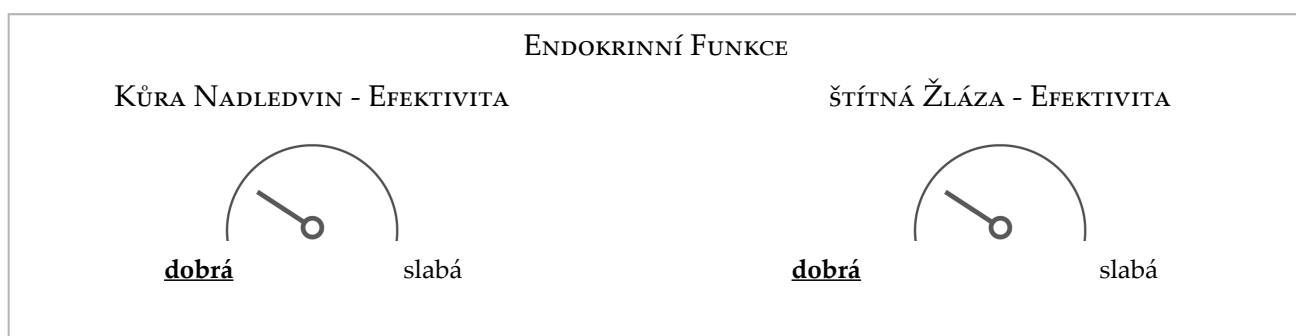 Endokrinní Funkce
Kůra Nadledvin - Efektivita
štítná Žláza - Efektivita
dobrá slabá
dobrá slabá